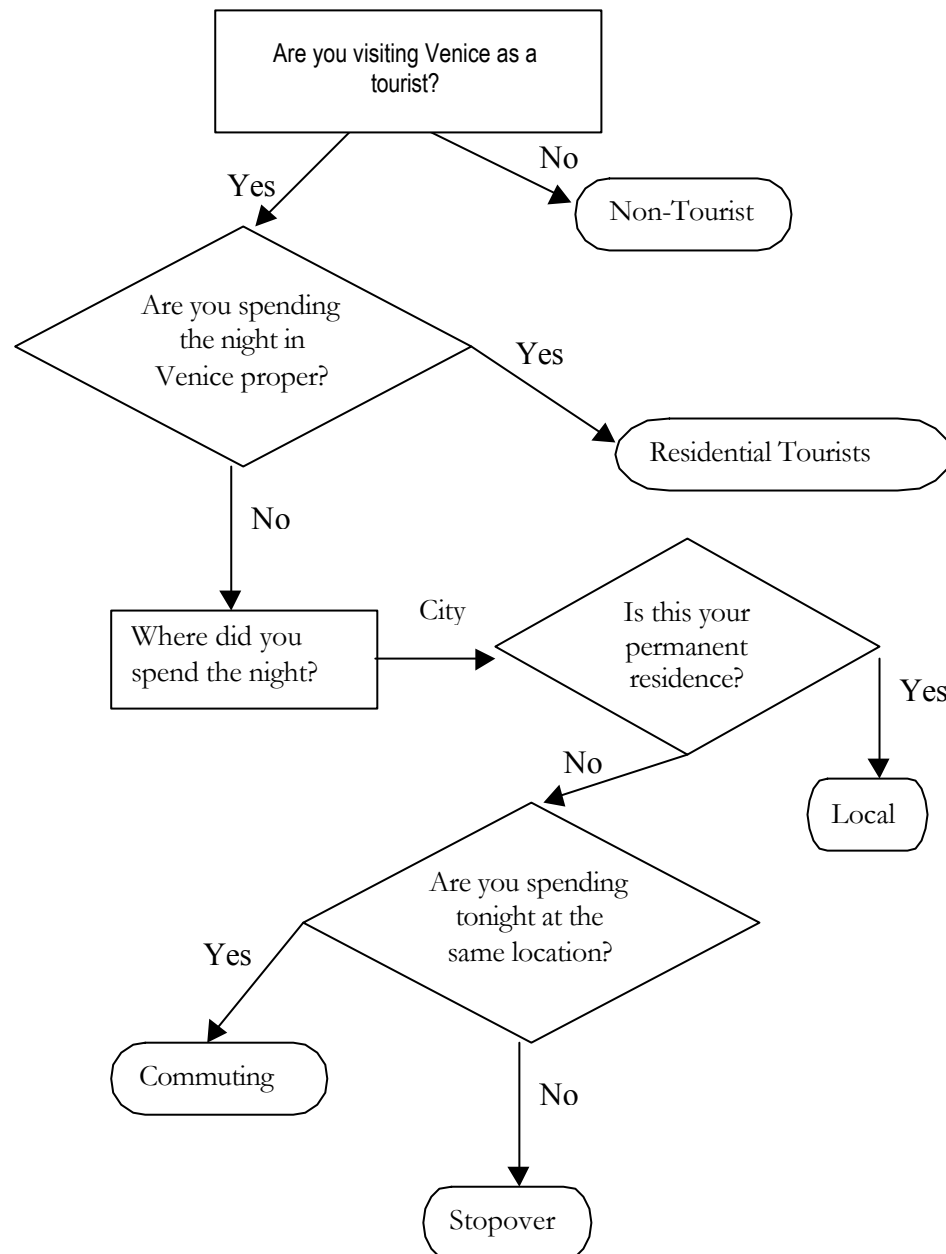 Are you visiting Venice as a
tourist?
No
Yes
Non-Tourist
Are you spending
the night in
Venice proper?
Yes
Residential Tourists
No
City
Where did you
spend the night?
Is this your
permanent
residence?
Yes
No
Local
Are you spending
tonight at the
same location?
Yes
Commuting
No
Stopover